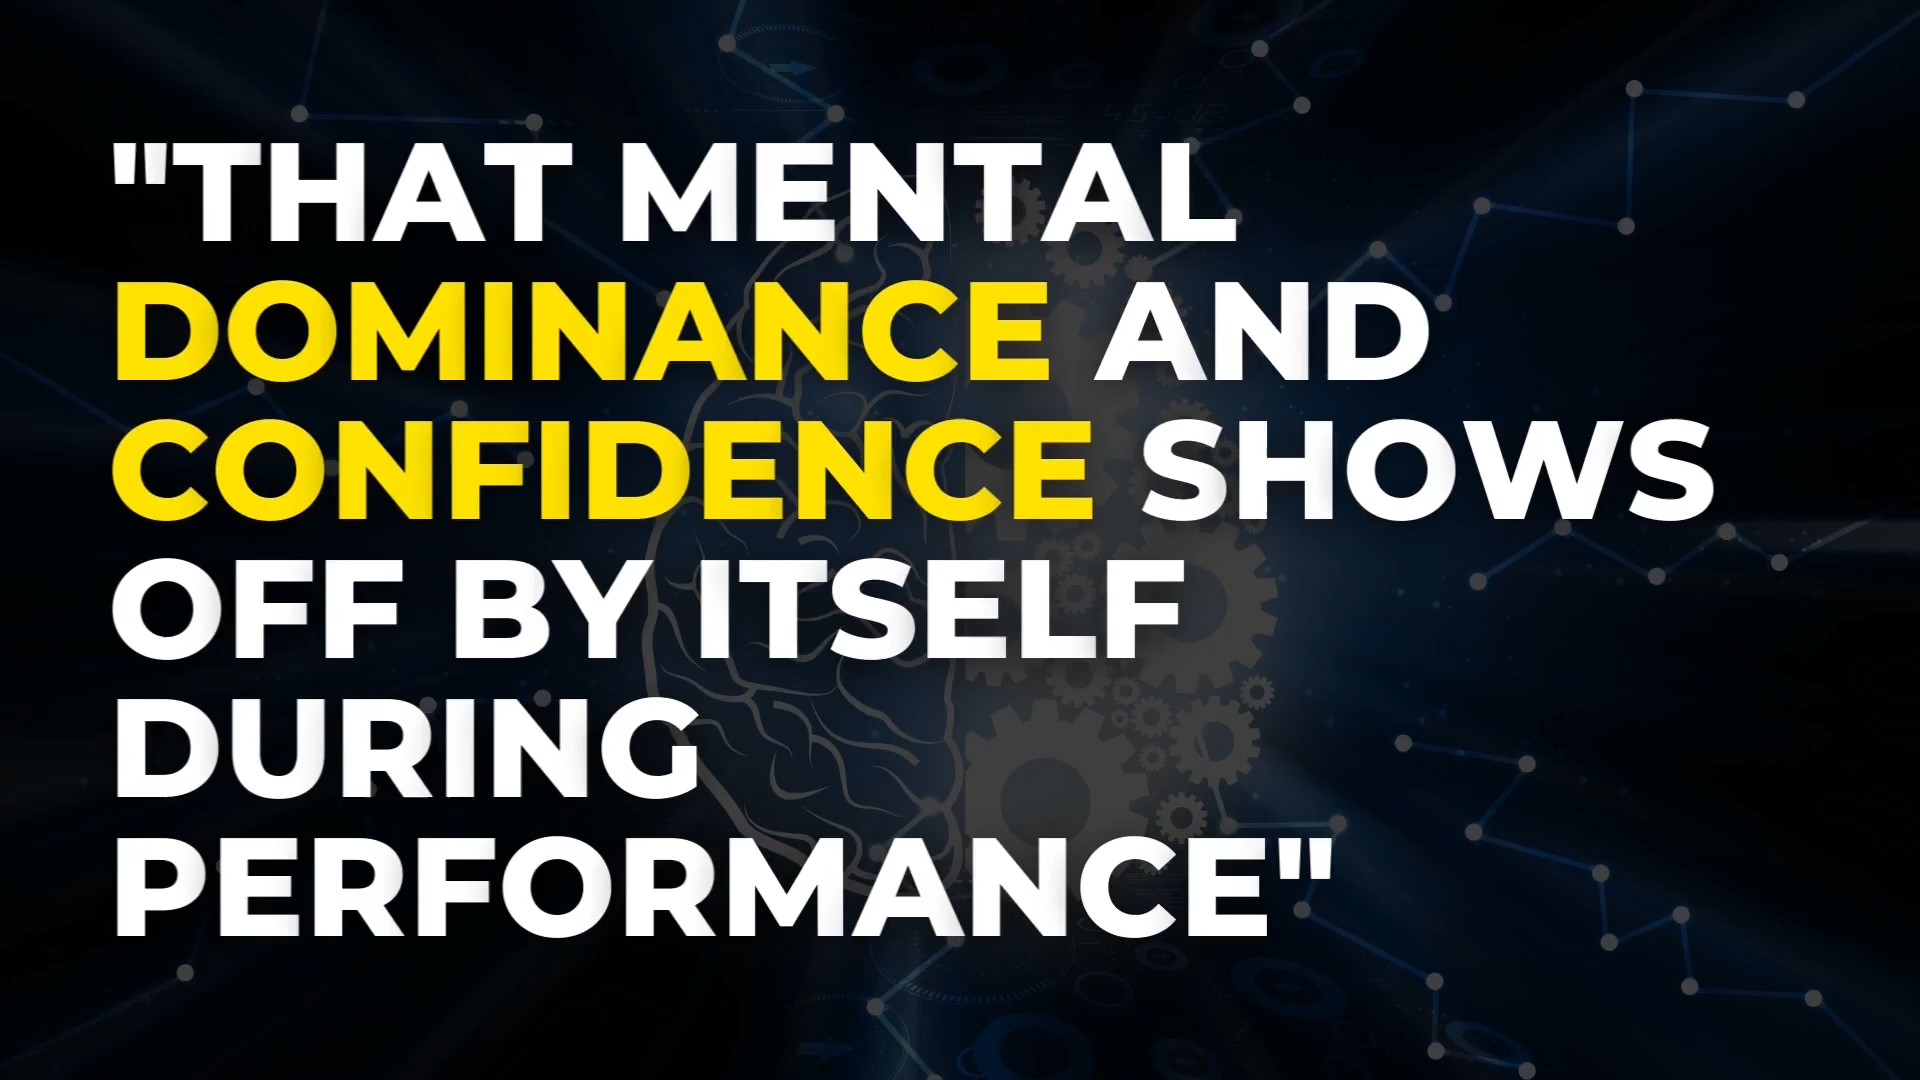 "THAT MENTAL
DOMINANCE AND
CONFIDENCE SHOWS
OFF BY ITSELF
DURING
PERFORMANCE"